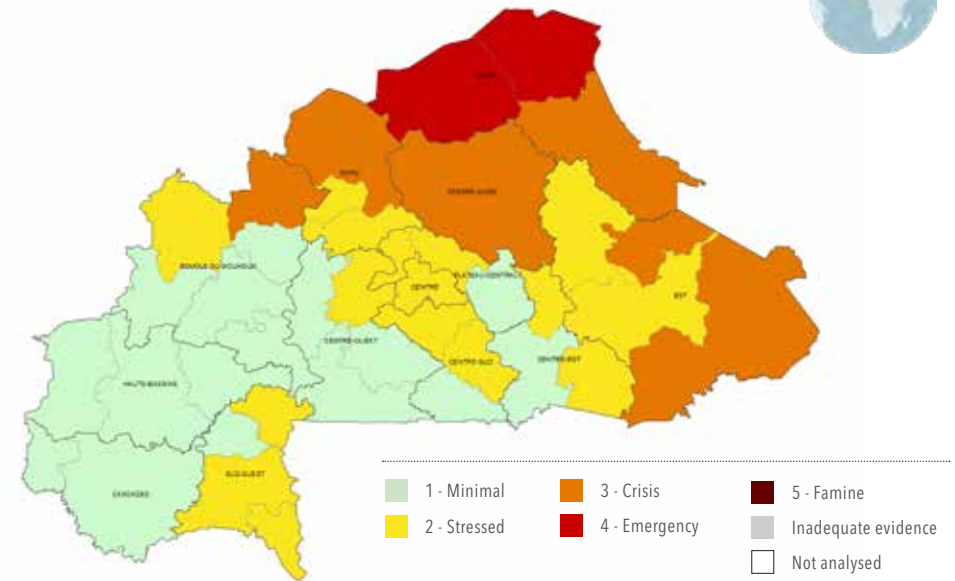 NORD
CENTRE-NORD
BOUCLE DU MOUHOUN
PLATEAU-CENTRAL
CENTRE
EST
CENTRE-OUEST
CENTRE-SUD
CENTRE-EST
HAUTS-BASSINS
SUD-OUEST
CASCADES
1 - Minimal
3 - Crisis
5 - Famine
2 - Stressed
4 - Emergency
Inadequate evidence
Not analysed